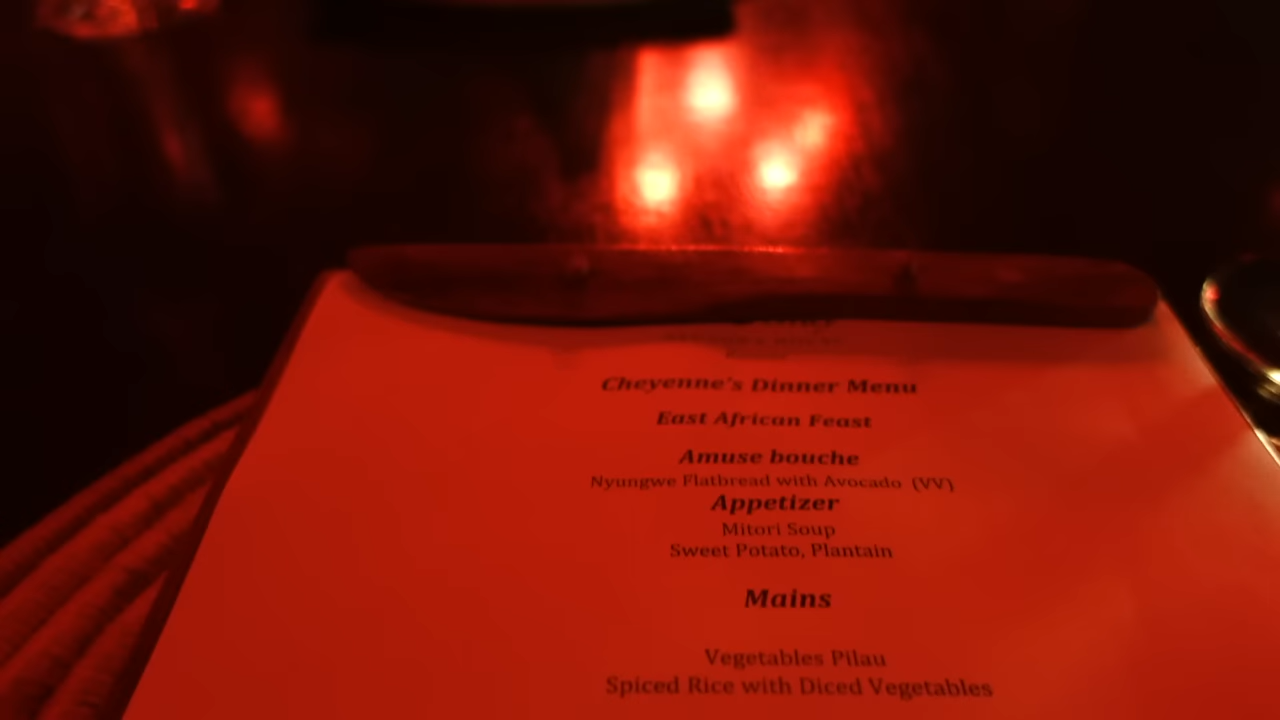 Cheyenne's Dinner Menu
East African Feast
Amuse bouche
Nyungwe Flatbread with Avocado (VV)
Appetizer
Mitori Soup
Sweet Potato, Plantain
Mains
Vegetables Pilau
Spiced Rice with Diced Vegetables